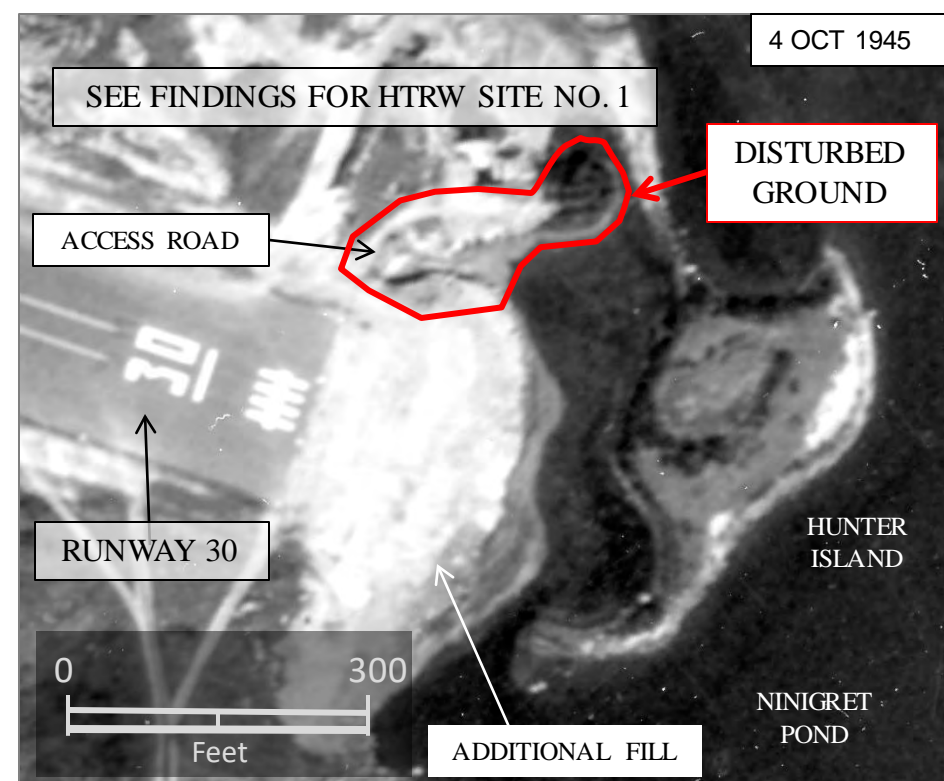 4 OCT 1945
SEE FINDINGS FOR HTRW SITE NO. 1
DISTURBED
GROUND
ACCESS ROAD
30
RUNWAY 30
HUNTER
ISLAND
0 300
Feet
NINIGRET
POND
ADDITIONAL FILL